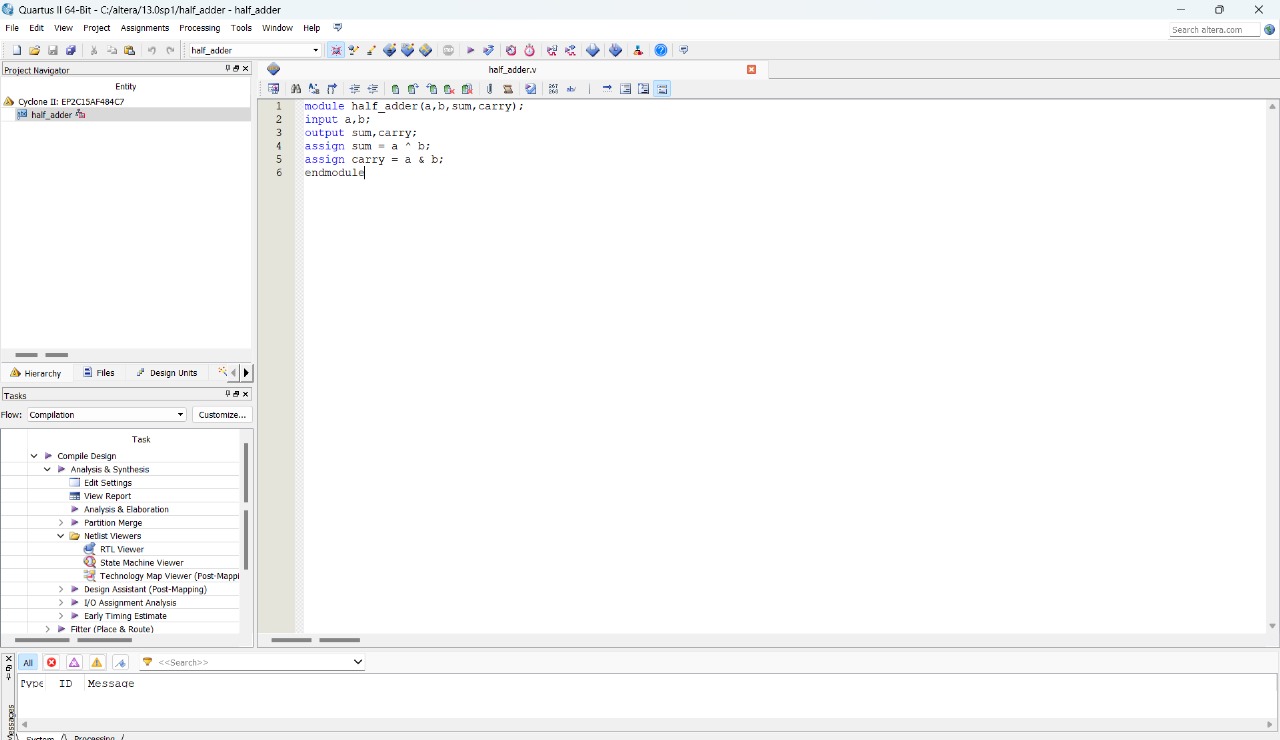 Quartus II 64-Bit - C:/altera/13.0sp1/half_adder - half_adder
File Edit View Project Assignments Processing Tools Window Help
Search altera.com
half_adder
Project Navigator
half_adder.v
Entity
Cyclone II: EP2C15AF484C7
half_adder
267
268
ab/
1 module half_adder(a,b,sum,carry);
2 input a,b;
3 output sum,carry;
4 assign sum = a ^ b;
5 assign carry = a & b;
6 endmodule
Hierarchy Files Design Units
Tasks
Flow: Compilation Customize...
Task
Compile Design
Analysis & Synthesis
Edit Settings
View Report
Analysis & Elaboration
Partition Merge
Netlist Viewers
RTL Viewer
State Machine Viewer
Technology Map Viewer (Post-Mappi
Design Assistant (Post-Mapping)
I/O Assignment Analysis
Early Timing Estimate
Fitter (Place & Route)
All <<Search>>
Type ID Message
Messages
System Processing